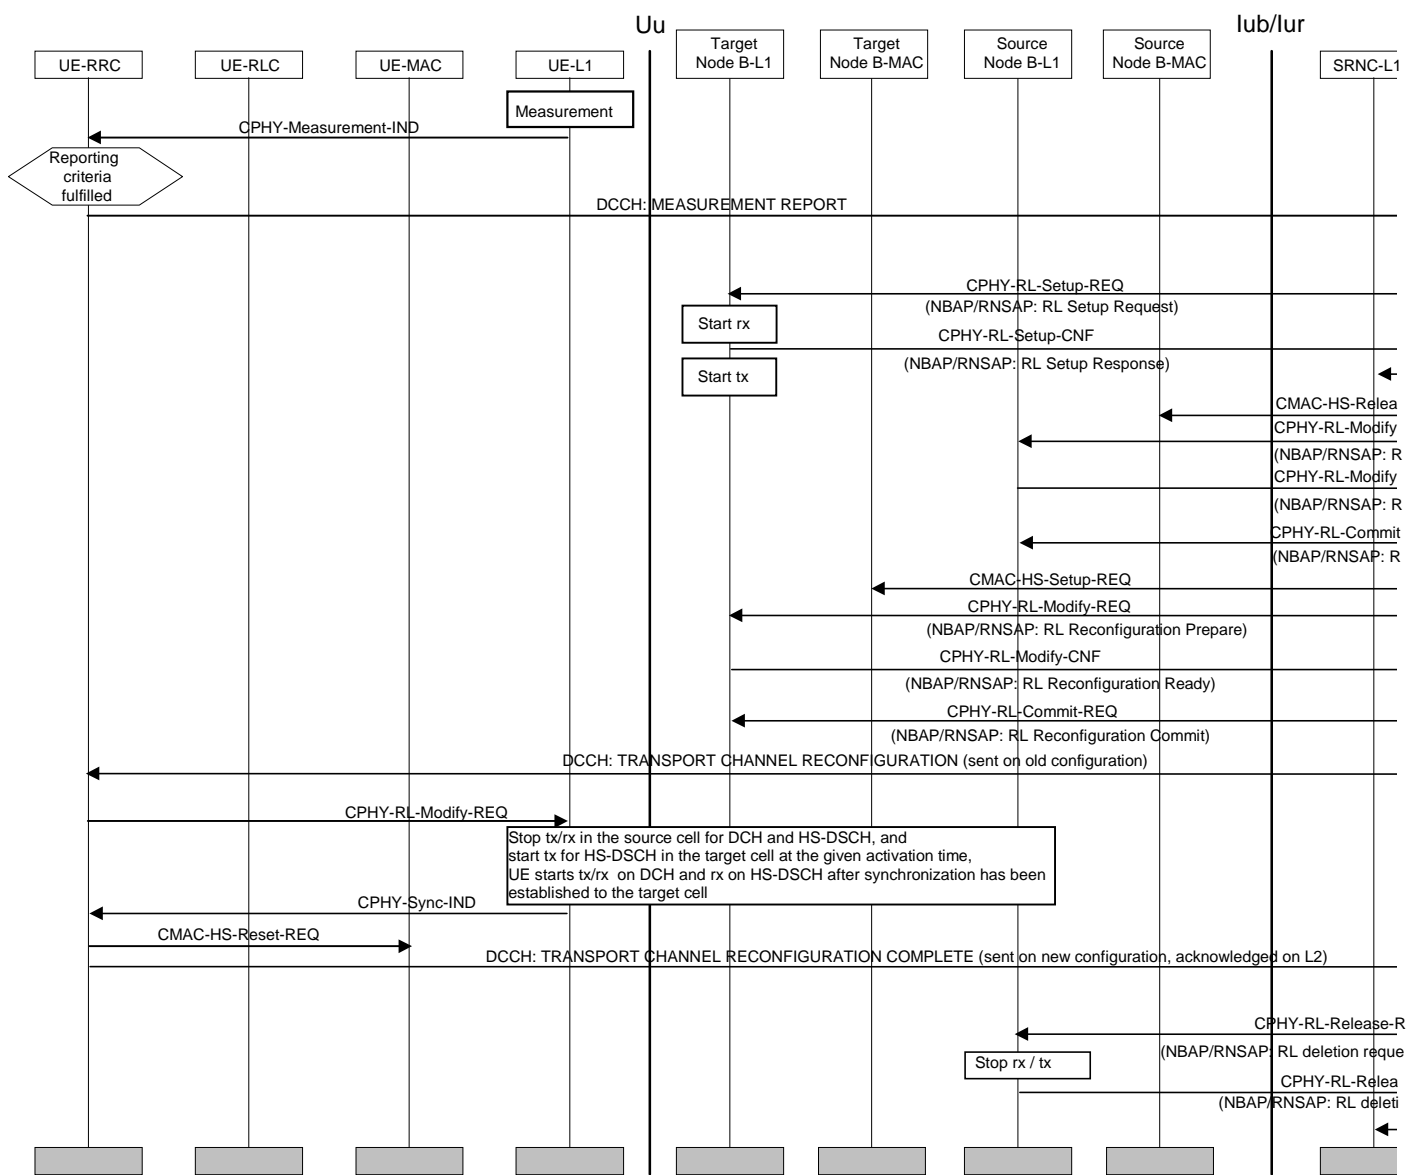 Uu
Iub/Iur
UE-RRC
UE-RLC
UE-MAC
UE-L1
Target
Node B-L1
Target
Node B-MAC
Source
Node B-L1
Source
Node B-MAC
SRNC-L1
Measurement
CPHY-Measurement-IND
Reporting
criteria
fulfilled
DCCH: MEASUREMENT REPORT
CPHY-RL-Setup-REQ
(NBAP/RNSAP: RL Setup Request)
Start rx
CPHY-RL-Setup-CNF
(NBAP/RNSAP: RL Setup Response)
Start tx
CMAC-HS-Relea
CPHY-RL-Modify
(NBAP/RNSAP: R
CPHY-RL-Modify
(NBAP/RNSAP: R
CPHY-RL-Commit
(NBAP/RNSAP: R
CMAC-HS-Setup-REQ
CPHY-RL-Modify-REQ
(NBAP/RNSAP: RL Reconfiguration Prepare)
CPHY-RL-Modify-CNF
(NBAP/RNSAP: RL Reconfiguration Ready)
CPHY-RL-Commit-REQ
(NBAP/RNSAP: RL Reconfiguration Commit)
DCCH: TRANSPORT CHANNEL RECONFIGURATION (sent on old configuration)
CPHY-RL-Modify-REQ
Stop tx/rx in the source cell for DCH and HS-DSCH, and
start tx for HS-DSCH in the target cell at the given activation time,
UE starts tx/rx on DCH and rx on HS-DSCH after synchronization has been
established to the target cell
CPHY-Sync-IND
CMAC-HS-Reset-REQ
DCCH: TRANSPORT CHANNEL RECONFIGURATION COMPLETE (sent on new configuration, acknowledged on L2)
CPHY-RL-Release-R
(NBAP/RNSAP: RL deletion reque
Stop rx / tx
CPHY-RL-Relea
(NBAP/RNSAP: RL deleti